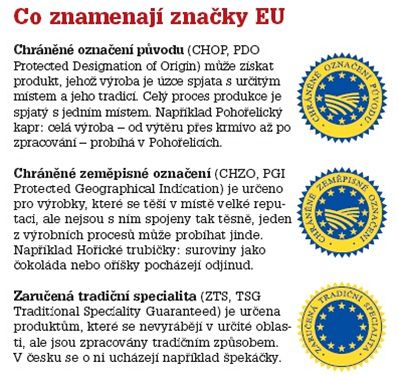 Co znamenají značky EU
Chráněné označení původu (CHOP, PDO
Protected Designation of Origin) může získat
produkt, jehož výroba je úzce spjata s určitým
místem a jeho tradicí. Celý proces produkce je
spjatý s jedním místem. Například Pohořelický
kapr: celá výroba – od výtěru přes krmivo až po
zpracování – probíhá v Pohořelicích.
CHRÁNĚNÉ OZNAČENÍ PŮVODU
Chráněné zeměpisné označení (CHZO, PGI
Protected Geographical Indication) je určeno
pro výrobky, které se těší v místě velké repu-
taci, ale nejsou s ním spojeny tak těsně, jeden
z výrobních procesů může probíhat jinde.
Například Hořické trubičky: suroviny jako
čokoláda nebo oříšky pocházejí odjinud.
CHRÁNĚNÉ ZEMĚPISNÉ OZNAČENÍ
Zaručená tradiční specialita (ZTS, TSG
Traditional Speciality Guaranteed) je určena
produktům, které se nevyrábějí v určité oblas-
ti, ale jsou zpracovány tradičním způsobem.
V česku se o ni ucházejí například špekáčky.
ZARUČENÁ TRADIČNÍ SPECIALITA